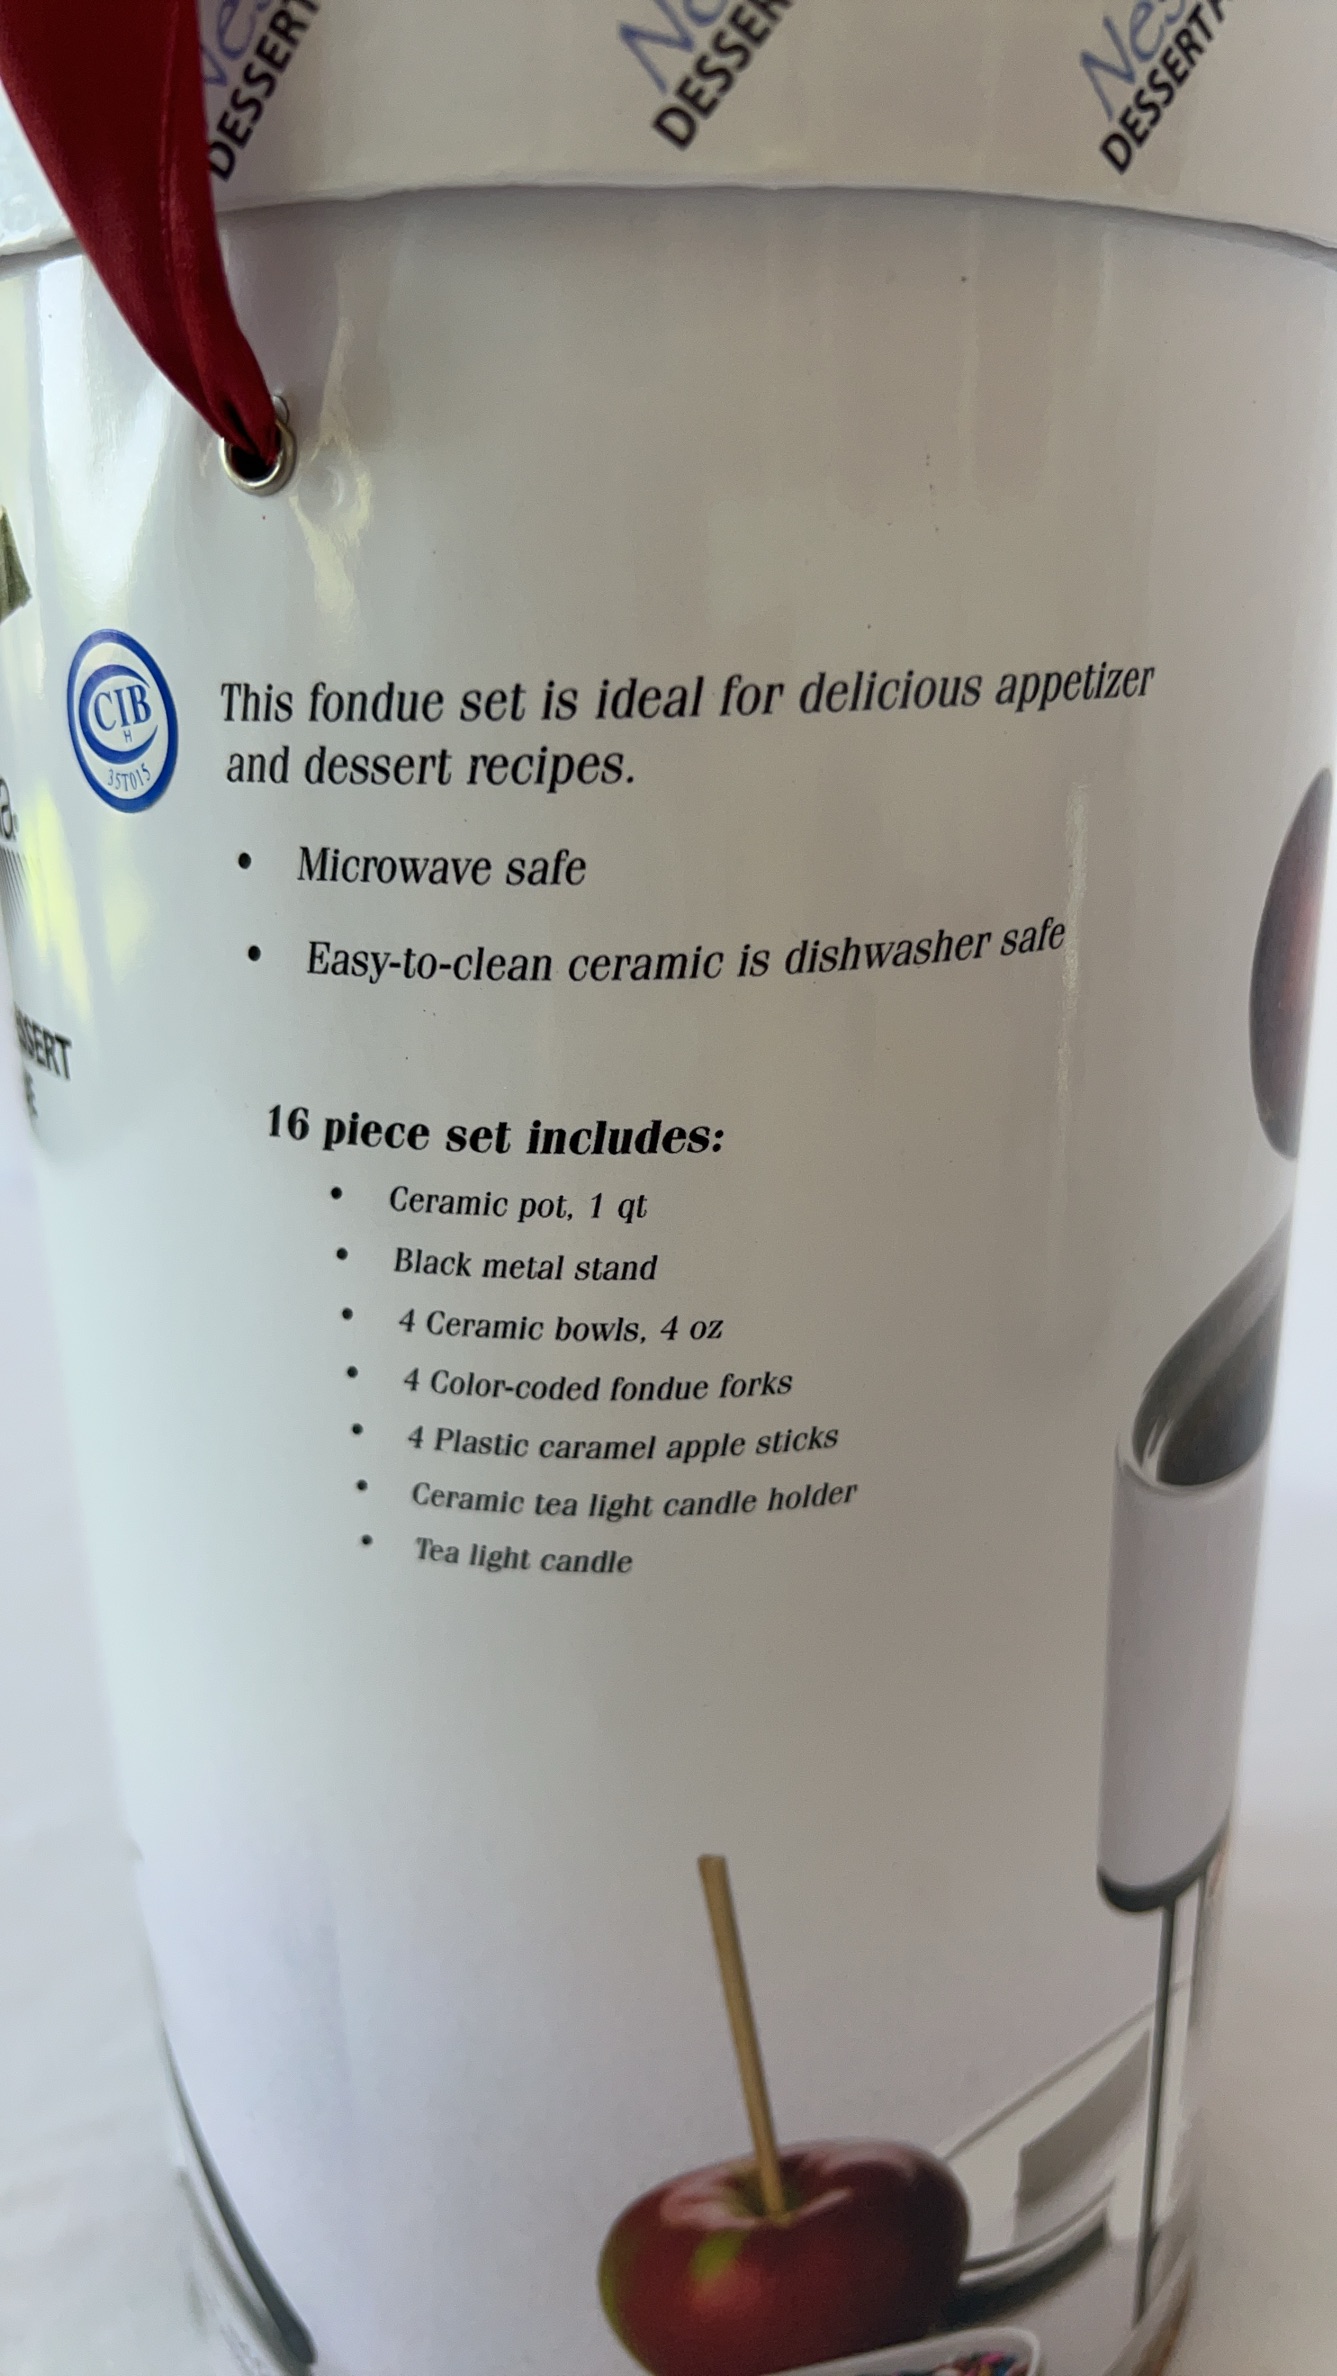 DESSERT
DESSER
DESSERT
CIB
H
35T015
This fondue set is ideal for delicious appetizer
and dessert recipes.
• Microwave safe
• Easy-to-clean ceramic is dishwasher safe
16 piece set includes:
• Ceramic pot, 1 qt
• Black metal stand
• 4 Ceramic bowls, 4 oz
• 4 Color-coded fondue forks
• 4 Plastic caramel apple sticks
• Ceramic tea light candle holder
• Tea light candle